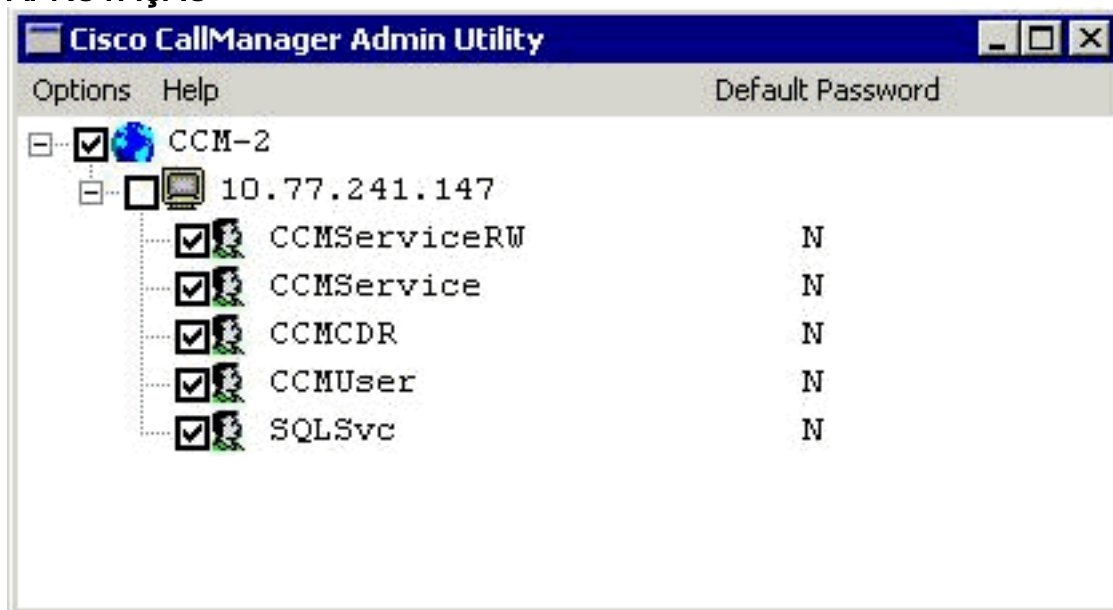 Cisco CallManager Admin Utility
Options Help Default Password
CCM-2
10.77.241.147
CCMServiceRW N
CCMService N
CCMCDR N
CCMUser N
SQLSvc N